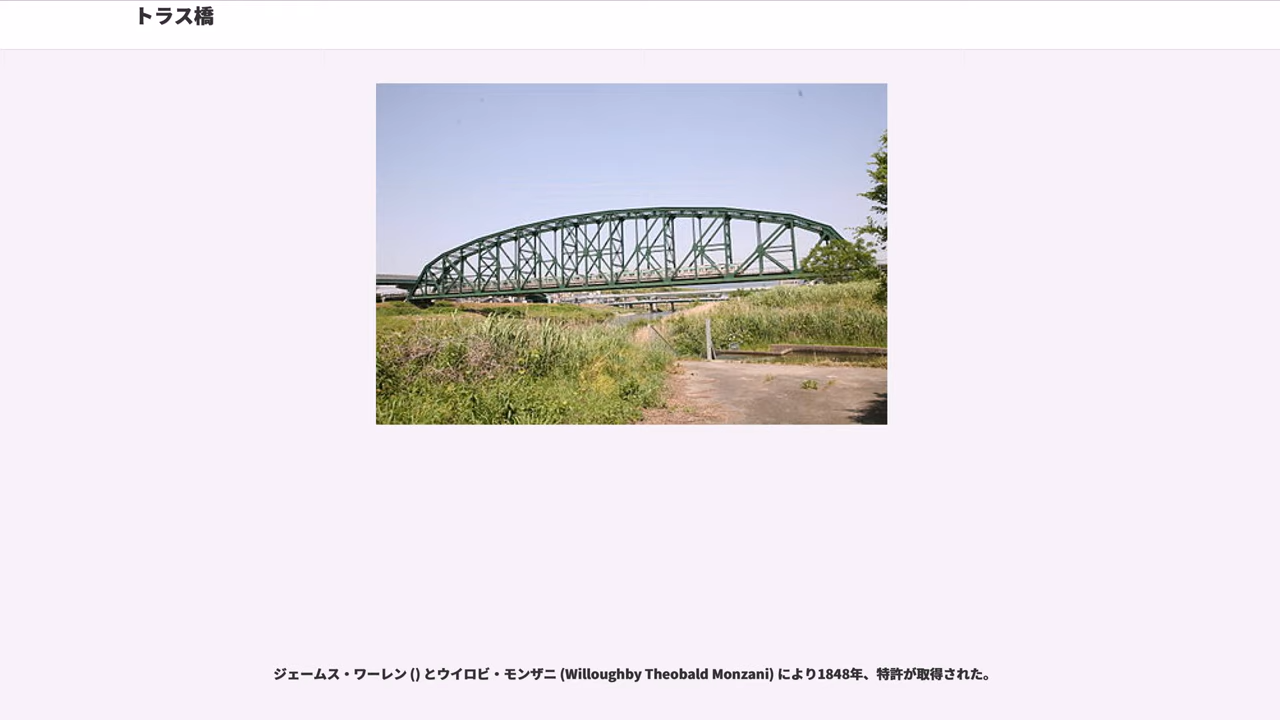 トラス橋
ジェームス・ワーレン () とウイロビ・モンザニ (Willoughby Theobald Monzani) により1848年、特許が取得された。